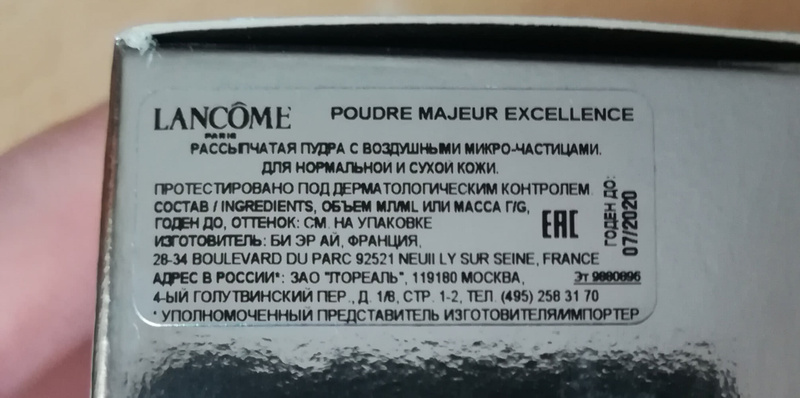 LANCÔME POUDRE MAJEUR EXCELLENCE
PARIS
РАССЫПЧАТАЯ ПУДРА С ВОЗДУШНЫМИ МИКРО-ЧАСТИЦАМИ.
ДЛЯ НОРМАЛЬНОЙ И СУХОЙ КОЖИ.
ПРОТЕСТИРОВАНО ПОД ДЕРМАТОЛОГИЧЕСКИМ КОНТРОЛЕМ.
СОСТАВ / INGREDIENTS, ОБЪЕМ МЛ/ML ИЛИ МАССА Г/G,
ГОДЕН ДО, ОТТЕНОК: СМ. НА УПАКОВКЕ
EAC
ГОДЕН ДО:
07/2020
ИЗГОТОВИТЕЛЬ: БИ ЭР АЙ, ФРАНЦИЯ,
28-34 BOULEVARD DU PARC 92521 NEUILLY SUR SEINE, FRANCE
АДРЕС В РОССИИ*: ЗАО "Л'ОРЕАЛЬ", 119180 МОСКВА,
Эт 9880896
4-ЫЙ ГОЛУТВИНСКИЙ ПЕР., Д. 1/8, СТР. 1-2, ТЕЛ. (495) 258 31 70
* УПОЛНОМОЧЕННЫЙ ПРЕДСТАВИТЕЛЬ ИЗГОТОВИТЕЛЯ/ИМПОРТЕР